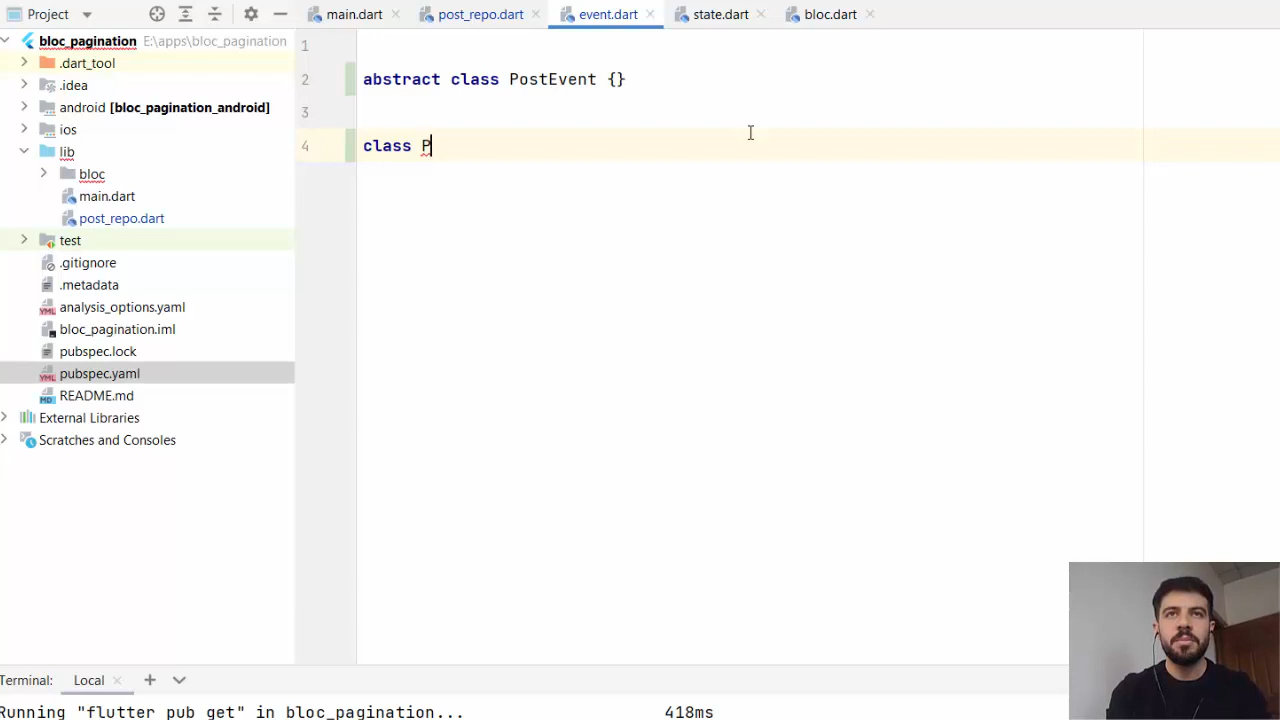 Project
main.dart
post_repo.dart
event.dart
state.dart
bloc.dart
bloc_pagination E:\apps\bloc_pagination
.dart_tool
.idea
android [bloc_pagination_android]
ios
lib
bloc
main.dart
post_repo.dart
test
.gitignore
.metadata
analysis_options.yaml
bloc_pagination.iml
pubspec.lock
pubspec.yaml
README.md
External Libraries
Scratches and Consoles
1
2 abstract class PostEvent {}
3
4 class P
Terminal: Local
Running "flutter pub get" in bloc_pagination... 418ms